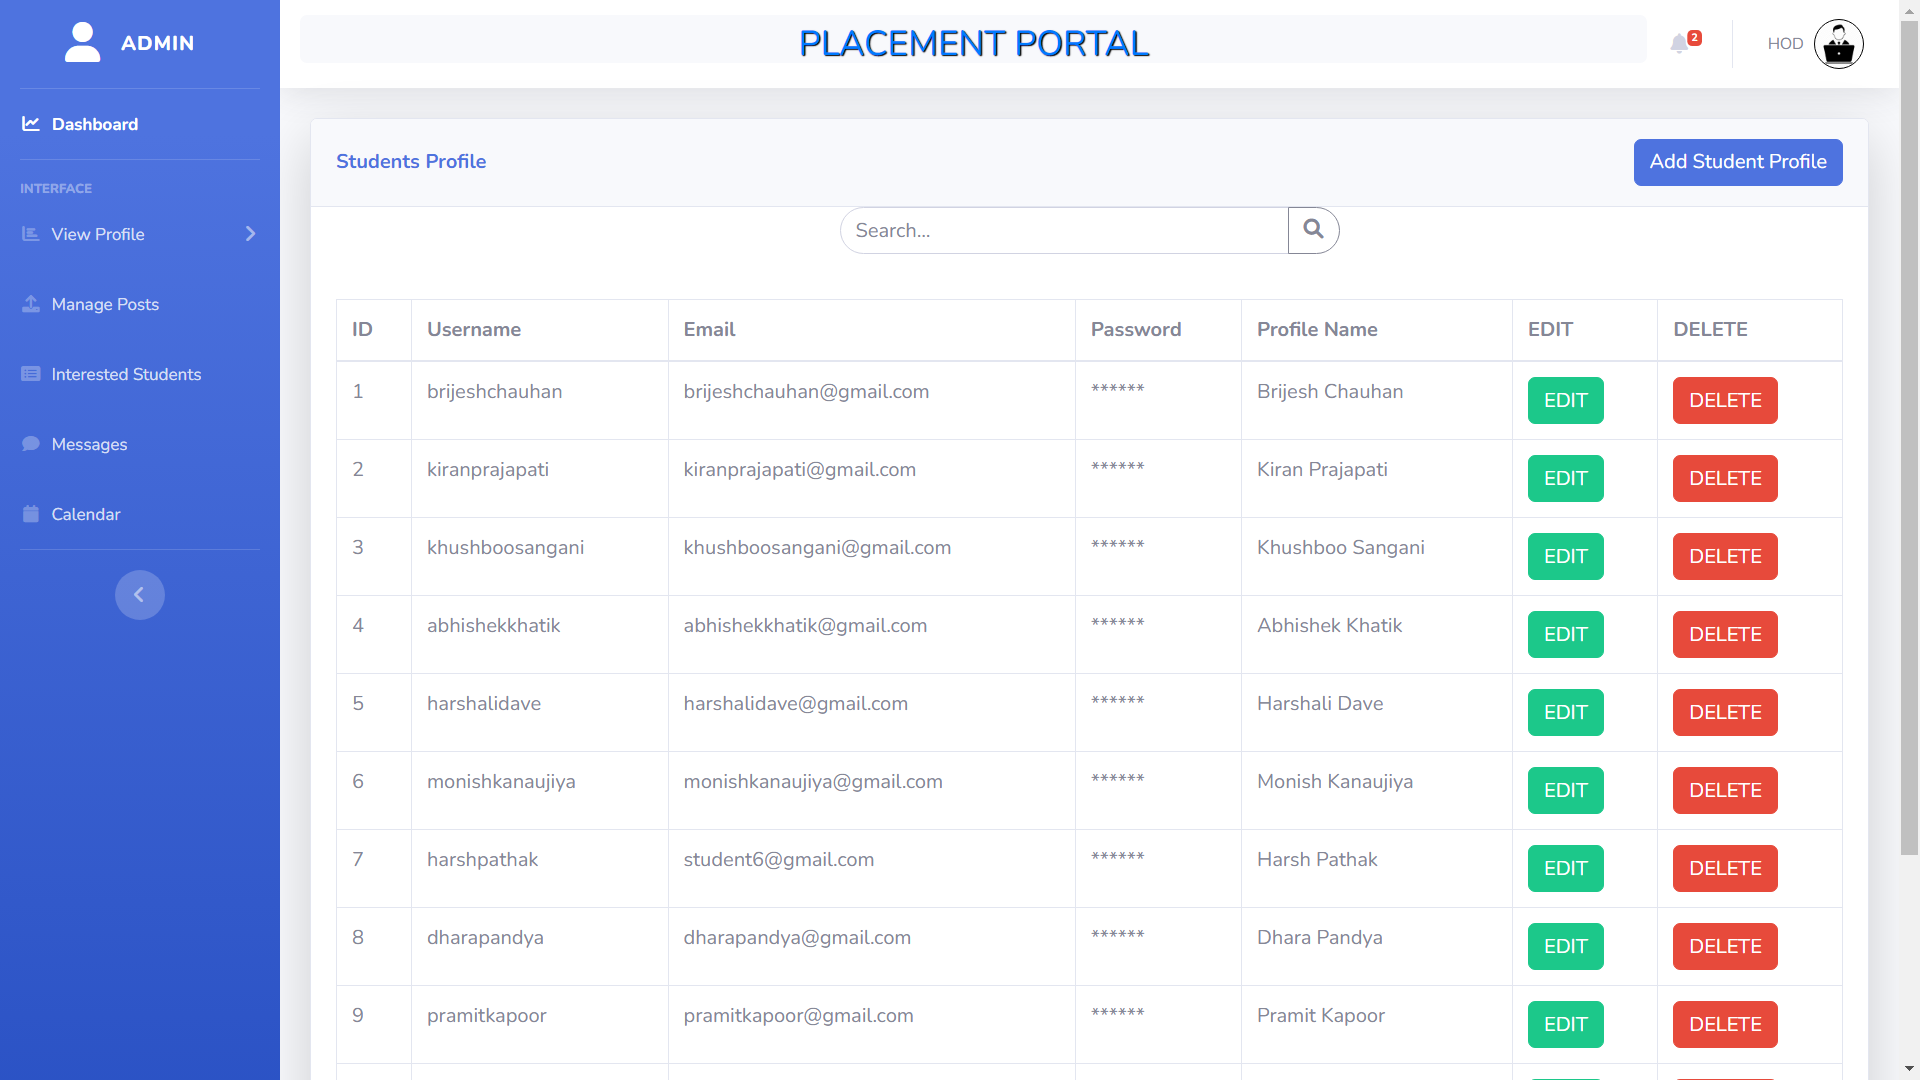 ADMIN
PLACEMENT PORTAL
2
HOD
Dashboard
INTERFACE
View Profile
Manage Posts
Interested Students
Messages
Calendar
Students Profile
Add Student Profile
Search...
ID Username Email Password Profile Name EDIT DELETE
1 brijeshchauhan brijeshchauhan@gmail.com ****** Brijesh Chauhan EDIT DELETE
2 kiranprajapati kiranprajapati@gmail.com ****** Kiran Prajapati EDIT DELETE
3 khushboosangani khushboosangani@gmail.com ****** Khushboo Sangani EDIT DELETE
4 abhishekkhatik abhishekkhatik@gmail.com ****** Abhishek Khatik EDIT DELETE
5 harshalidave harshalidave@gmail.com ****** Harshali Dave EDIT DELETE
6 monishkanaujiya monishkanaujiya@gmail.com ****** Monish Kanaujiya EDIT DELETE
7 harshpathak student6@gmail.com ****** Harsh Pathak EDIT DELETE
8 dharapandya dharapandya@gmail.com ****** Dhara Pandya EDIT DELETE
9 pramitkapoor pramitkapoor@gmail.com ****** Pramit Kapoor EDIT DELETE